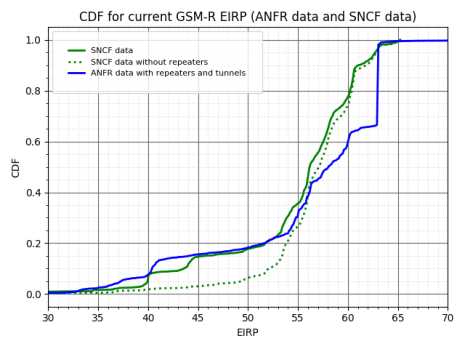 CDF for current GSM-R EIRP (ANFR data and SNCF data)
SNCF data
SNCF data without repeaters
ANFR data with repeaters and tunnels
CDF
1.0
0.8
0.6
0.4
0.2
0.0
30 35 40 45 50 55 60 65 70
EIRP